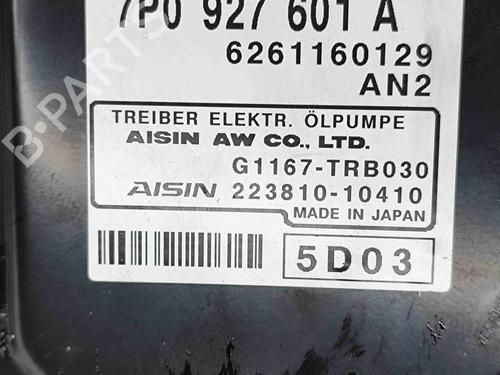 7P0 927 601 A
6261160129
AN2
TREIBER ELEKTR. ÖLPUMPE
AISIN AW CO., LTD.
G1167-TRB030
AISIN 223810-10410
MADE IN JAPAN
5D03
B-PARTS